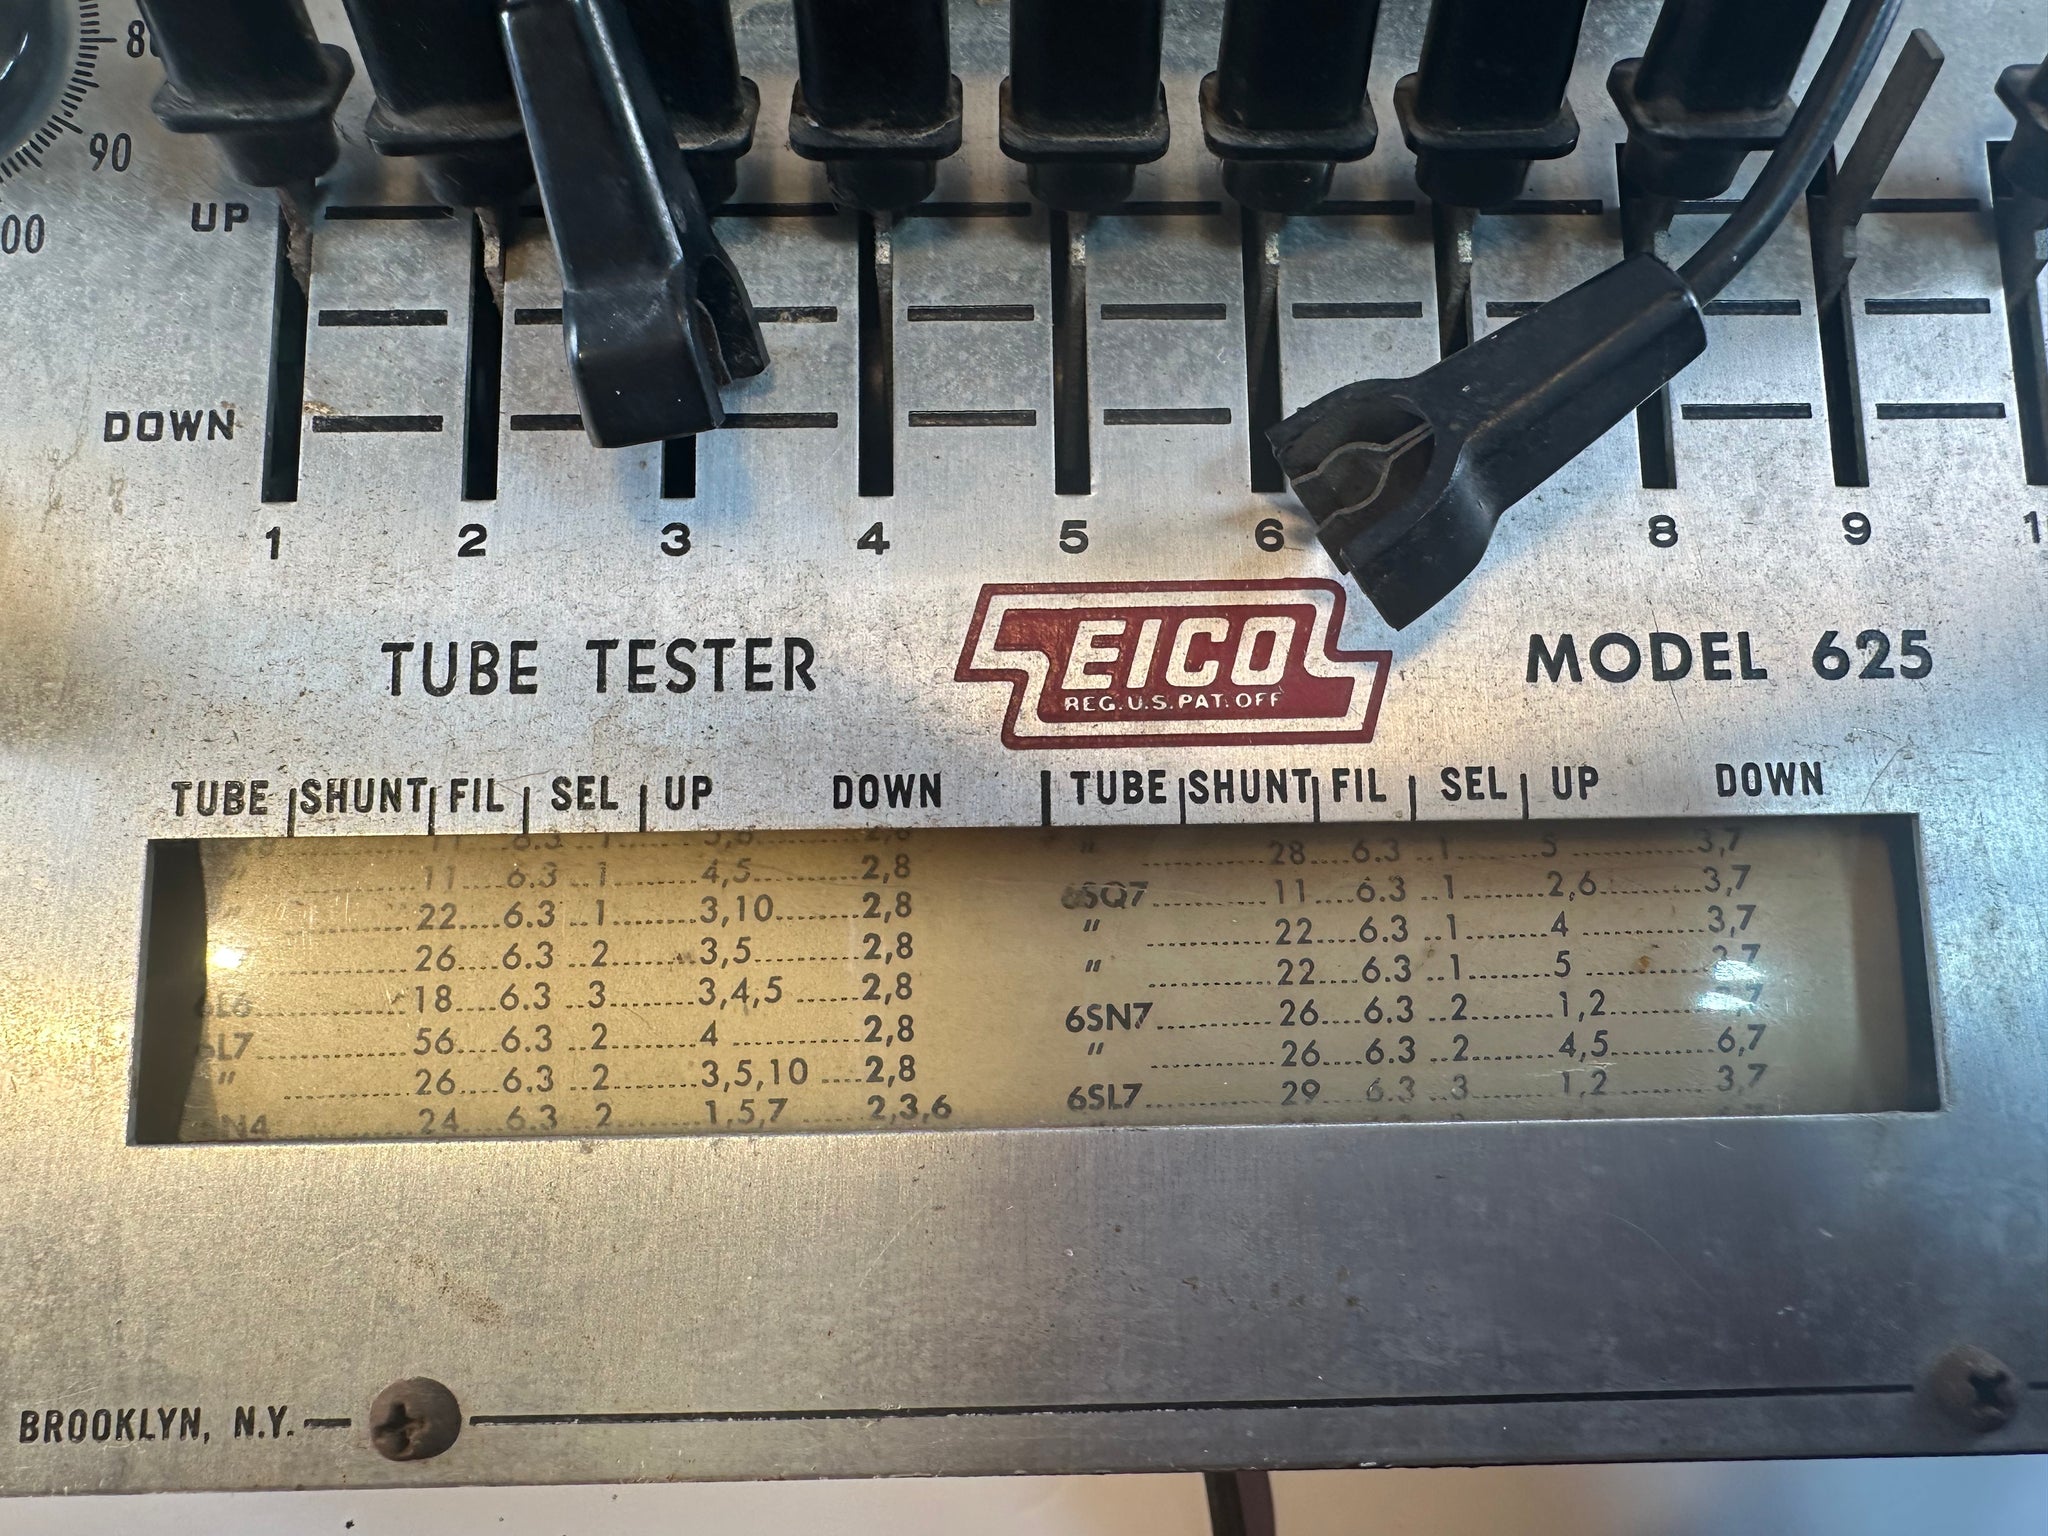 90
UP
DOWN
1 2 3 4 5 6 8 9
TUBE TESTER EICO MODEL 625
REG. U.S. PAT. OFF
TUBE SHUNT FIL SEL UP DOWN TUBE SHUNT FIL SEL UP DOWN
" 11 6.3 1 4,5 2,8 " 28 6.3 1 5 3,7
" 22 6.3 1 3,10 2,8 6SQ7 11 6.3 1 2,6 3,7
26 6.3 2 3,5 2,8 " 22 6.3 1 4 3,7
6L6 18 6.3 3 3,4,5 2,8 " 22 6.3 1 5 3,7
6L7 56 6.3 2 4 2,8 6SN7 26 6.3 2 1,2
" 26 6.3 2 3,5,10 2,8 " 26 6.3 2 4,5 6,7
24 6.3 2 1,5,7 2,3,6 6SL7 29 6.3 3 1,2 3,7
BROOKLYN, N.Y.